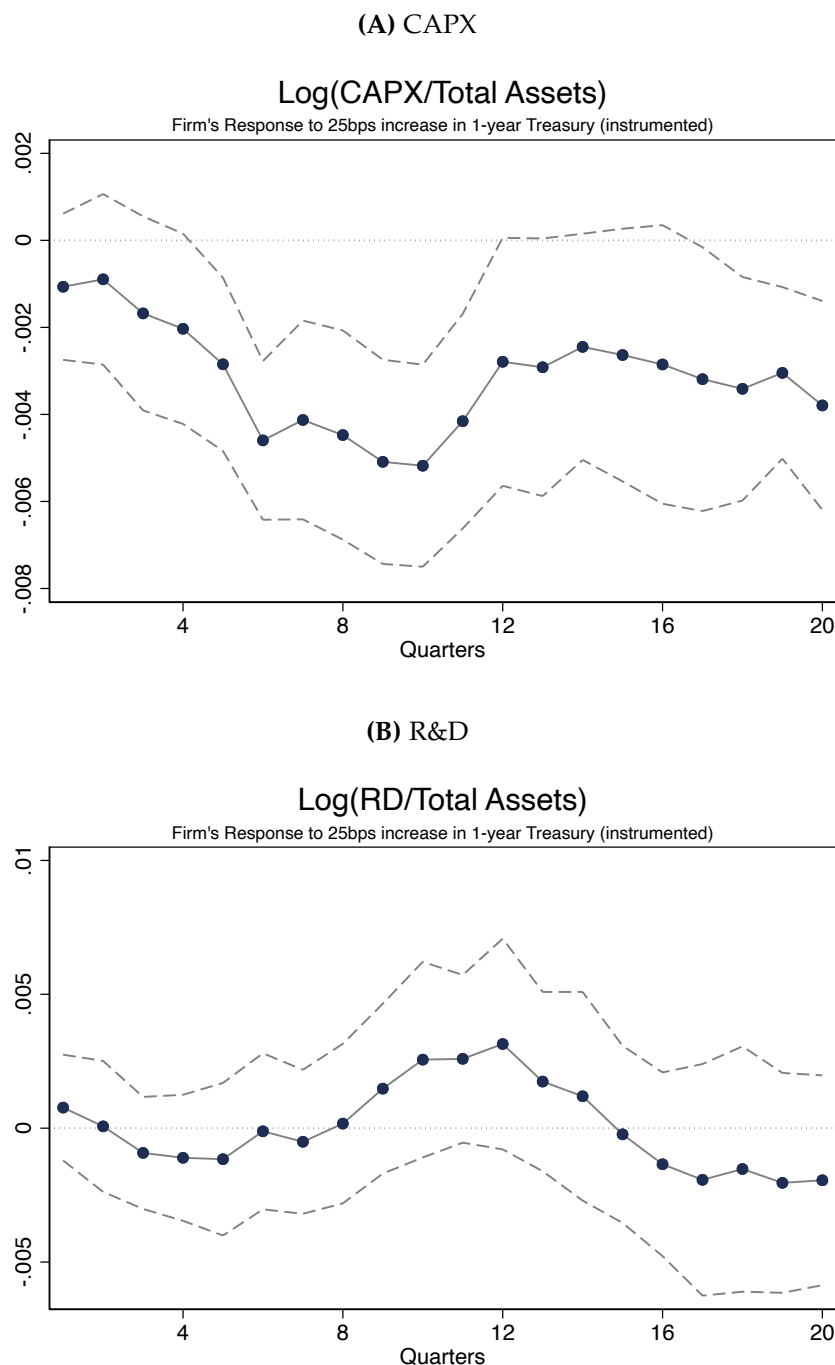 (A) CAPX
Log(CAPX/Total Assets)
Firm's Response to 25bps increase in 1-year Treasury (instrumented)
.002
0
-.002
-.004
-.006
-.008
4 8 12 16 20
Quarters
(B) R&D
Log(RD/Total Assets)
Firm's Response to 25bps increase in 1-year Treasury (instrumented)
.01
.005
0
-.005
4 8 12 16 20
Quarters